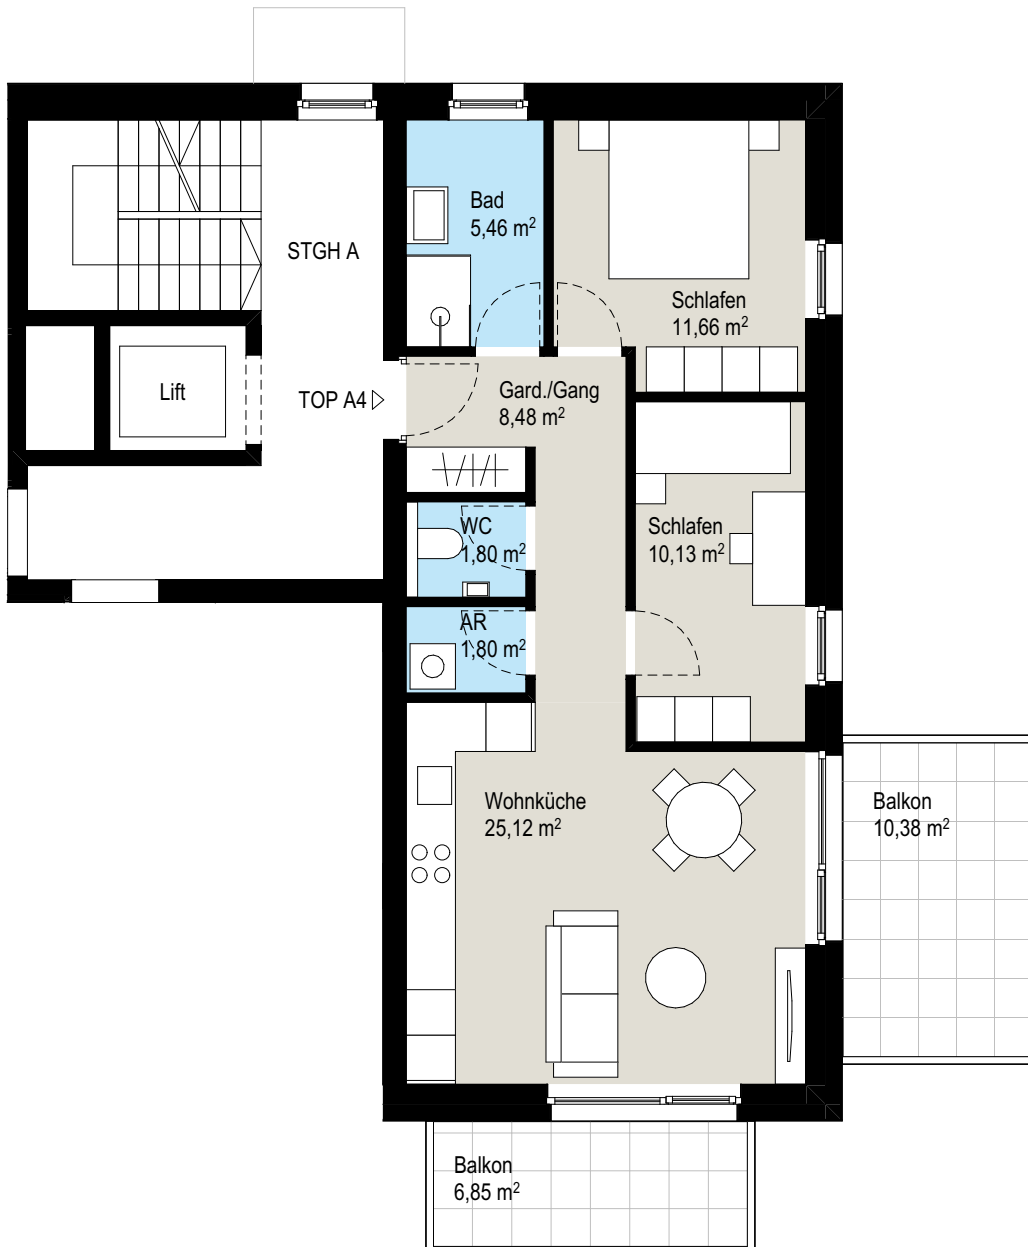 Bad
5,46 m²
STGH A
Schlafen
11,66 m²
Lift
TOP A4
Gard./Gang
8,48 m²
WC
1,80 m²
Schlafen
10,13 m²
AR
1,80 m²
Wohnküche
25,12 m²
Balkon
10,38 m²
Balkon
6,85 m²